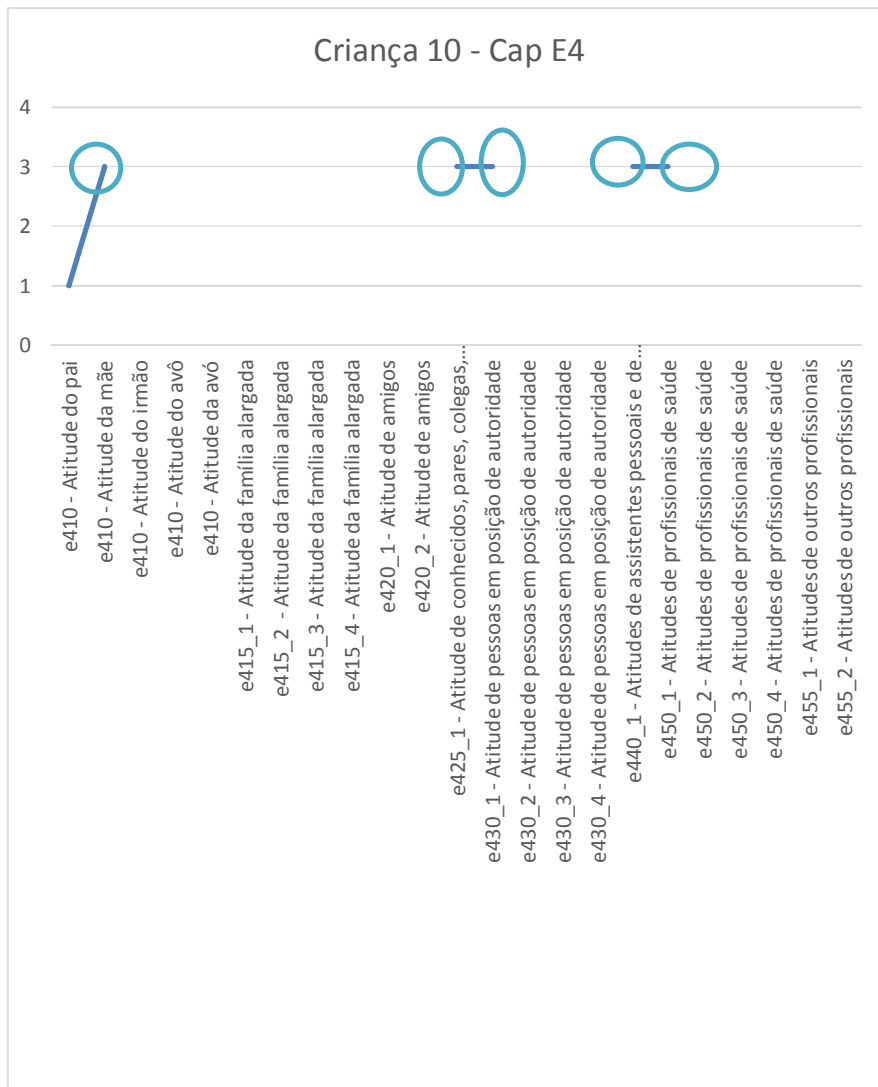 Criança 10 - Cap E4
4
3
2
1
0
e410 - Atitude do pai
e410 - Atitude da mãe
e410 - Atitude do irmão
e410 - Atitude do avô
e410 - Atitude da avó
e415_1 - Atitude da família alargada
e415_2 - Atitude da família alargada
e415_3 - Atitude da família alargada
e415_4 - Atitude da família alargada
e420_1 - Atitude de amigos
e420_2 - Atitude de amigos
e425_1 - Atitude de conhecidos, pares, colegas,...
e430_1 - Atitude de pessoas em posição de autoridade
e430_2 - Atitude de pessoas em posição de autoridade
e430_3 - Atitude de pessoas em posição de autoridade
e430_4 - Atitude de pessoas em posição de autoridade
e440_1 - Atitudes de assistentes pessoais e de...
e450_1 - Atitudes de profissionais de saúde
e450_2 - Atitudes de profissionais de saúde
e450_3 - Atitudes de profissionais de saúde
e450_4 - Atitudes de profissionais de saúde
e455_1 - Atitudes de outros profissionais
e455_2 - Atitudes de outros profissionais